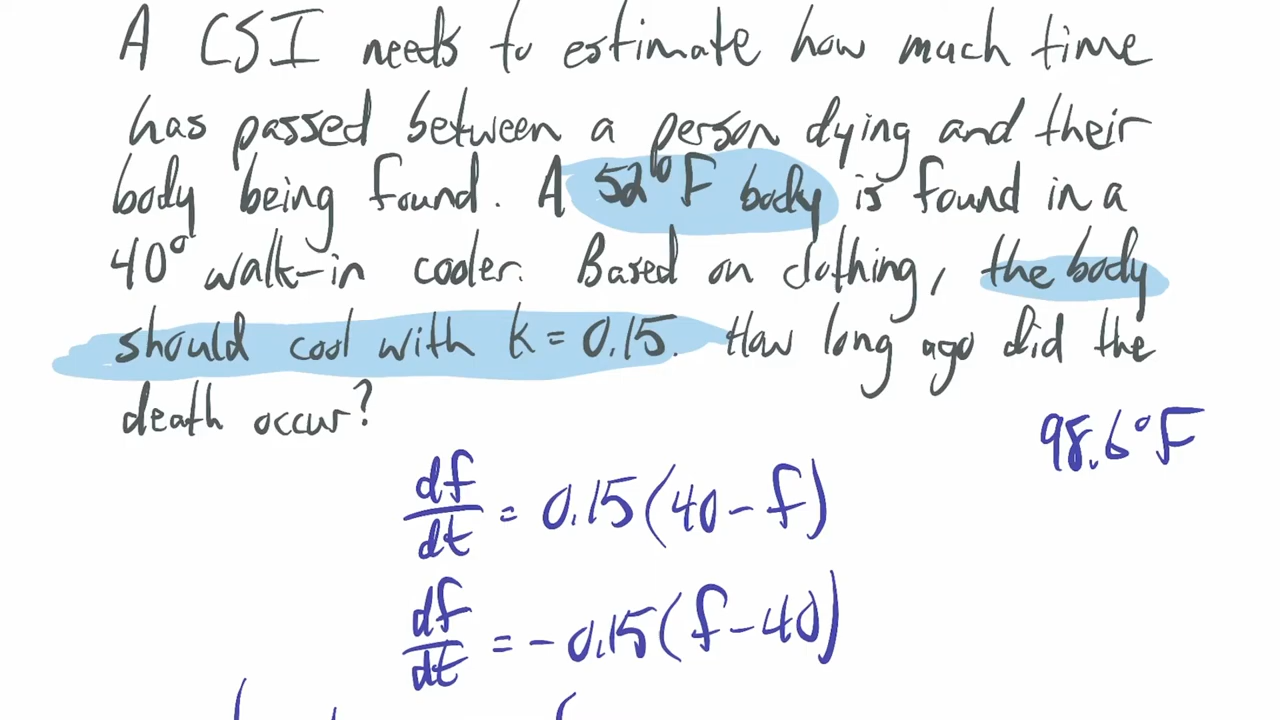 A CSI needs to estimate how much time
has passed between a person dying and their
body being found. A 52°F body is found in a
40° walk-in cooler. Based on clothing, the body
should cool with k = 0.15. How long ago did the
death occur?
98.6°F
df/dt = 0.15(40-f)
df/dt = -0.15(f-40)